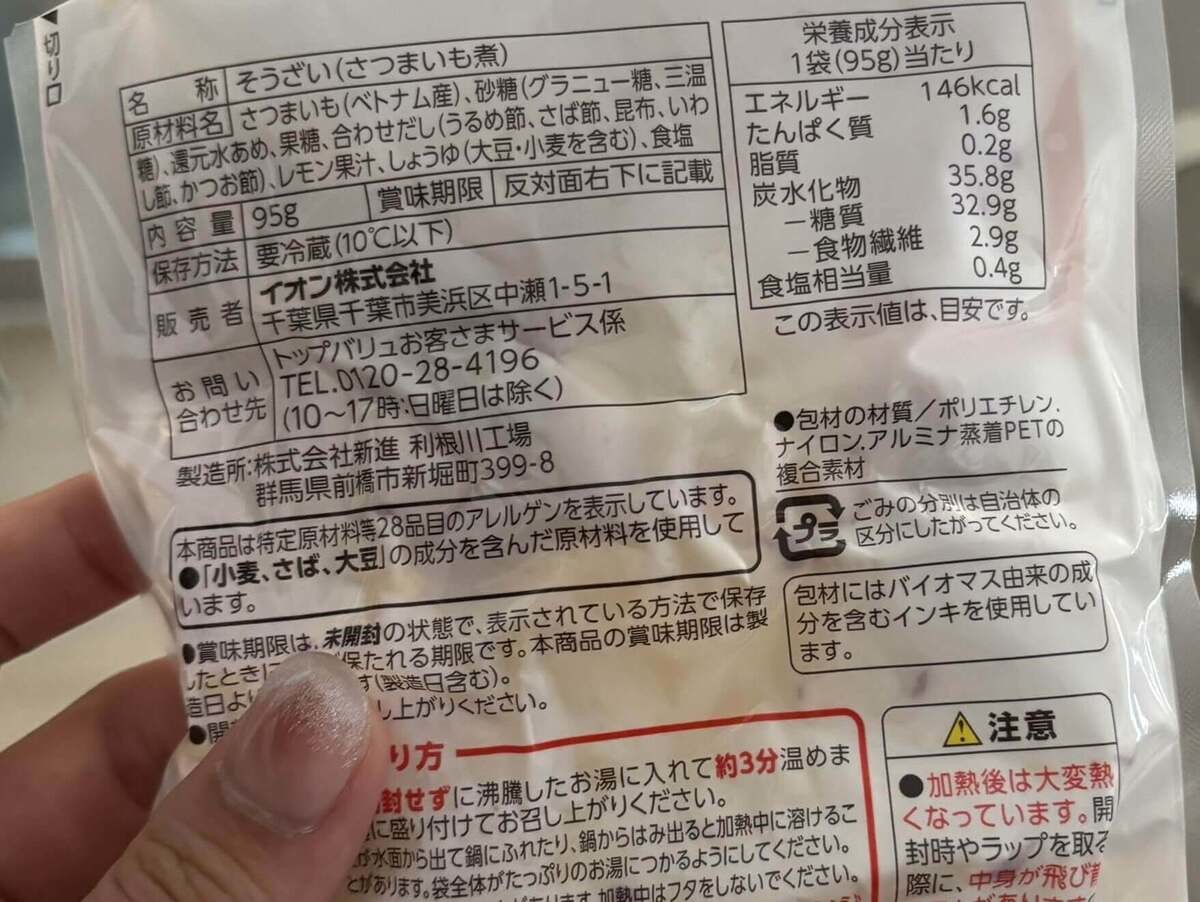 切り口
名称 そうざい(さつまいも煮)
原材料名 さつまいも(ベトナム産)、砂糖(グラニュー糖、三温
糖)、還元水あめ、果糖、合わせだし(うるめ節、さば節、昆布、いわ
し節、かつお節)、レモン果汁、しょうゆ(大豆・小麦を含む)、食塩
内容量 95g 賞味期限 反対面右下に記載
保存方法 要冷蔵(10℃以下)
販売者 イオン株式会社
千葉県千葉市美浜区中瀬1-5-1
お問い
合わせ先
トップバリュお客さまサービス係
TEL.0120-28-4196
(10〜17時:日曜日は除く)
製造所:株式会社新進 利根川工場
群馬県前橋市新堀町399-8
本商品は特定原材料等28品目のアレルゲンを表示しています。
●「小麦、さば、大豆」の成分を含んだ原材料を使用して
います。
●賞味期限は、未開封の状態で、表示されている方法で保存
したときに 保たれる期限です。本商品の賞味期限は製
造日より す(製造日含む)。
●開 し上がりください。
り方
封せずに沸騰したお湯に入れて約3分温めま
に盛り付けてお召し上がりください。
が水面から出て鍋にふれたり、鍋からはみ出ると加熱中に溶けるこ
とがあります。袋全体がたっぷりのお湯につかるようにしてください。
があります。加熱中はフタをしないでください。
栄養成分表示
1袋(95g)当たり
エネルギー 146kcal
たんぱく質 1.6g
脂質 0.2g
炭水化物 35.8g
－糖質 32.9g
－食物繊維 2.9g
食塩相当量 0.4g
この表示値は、目安です。
●包材の材質/ポリエチレン.
ナイロン.アルミナ蒸着PETの
複合素材
プラ
ごみの分別は自治体の
区分にしたがってください。
包材にはバイオマス由来の成
分を含むインキを使用してい
ます。
注意
●加熱後は大変熱
くなっています。開
封時やラップを取る
際に、中身が飛び